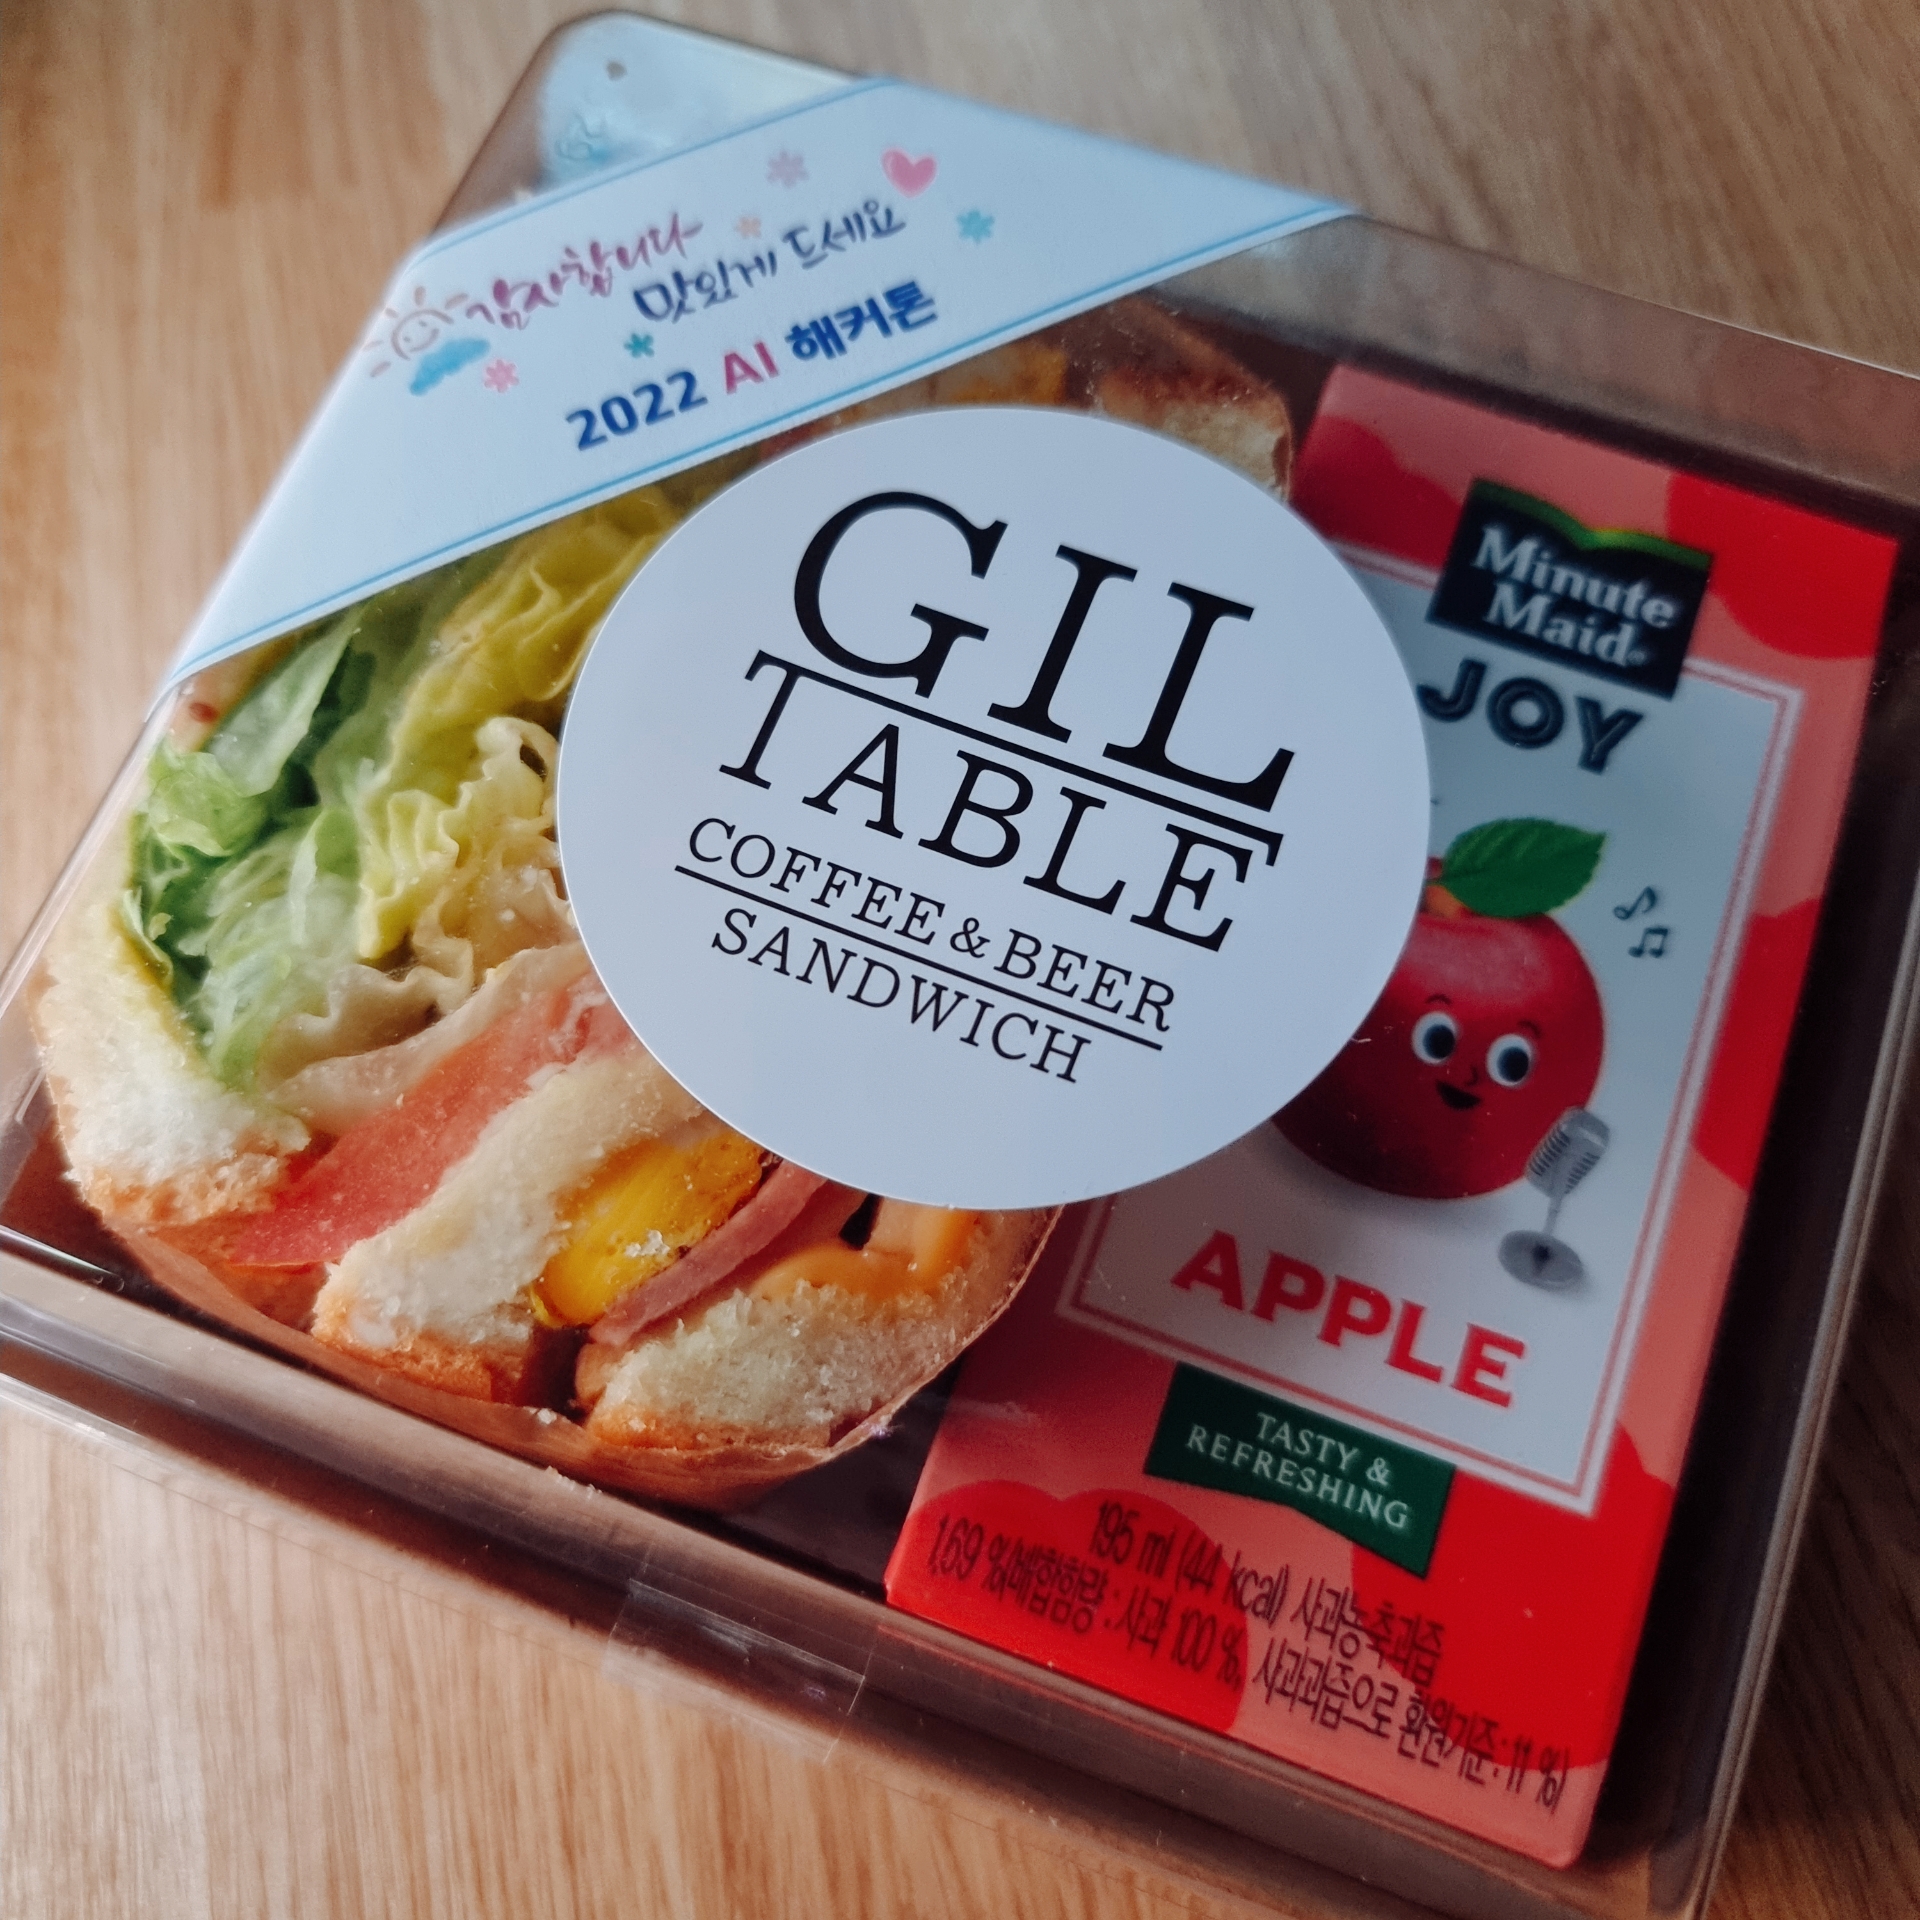 감사합니다
맛있게 드세요
2022 AI 해커톤
GIL
TABLE
COFFEE & BEER
SANDWICH
Minute
Maid®
JOY
APPLE
TASTY &
REFRESHING
195 ml (44 kcal) 사과농축과즙
1.69 %(배합함량 : 사과 100 %, 사과과즙으로 환원기준 : 11 %)